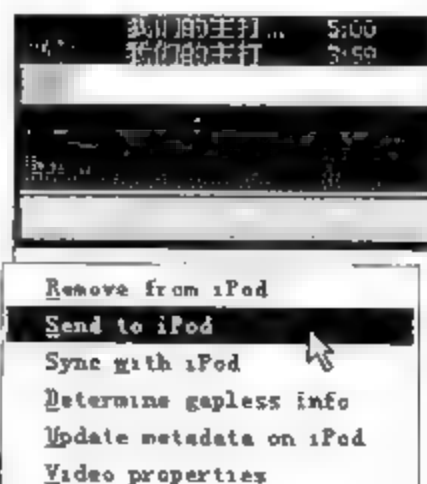 我们的主打… 5:00
我们的主打 3:59
Remove from iPod
Send to iPod
Sync with iPod
Determine gapless info
Update metadata on iPod
Video properties